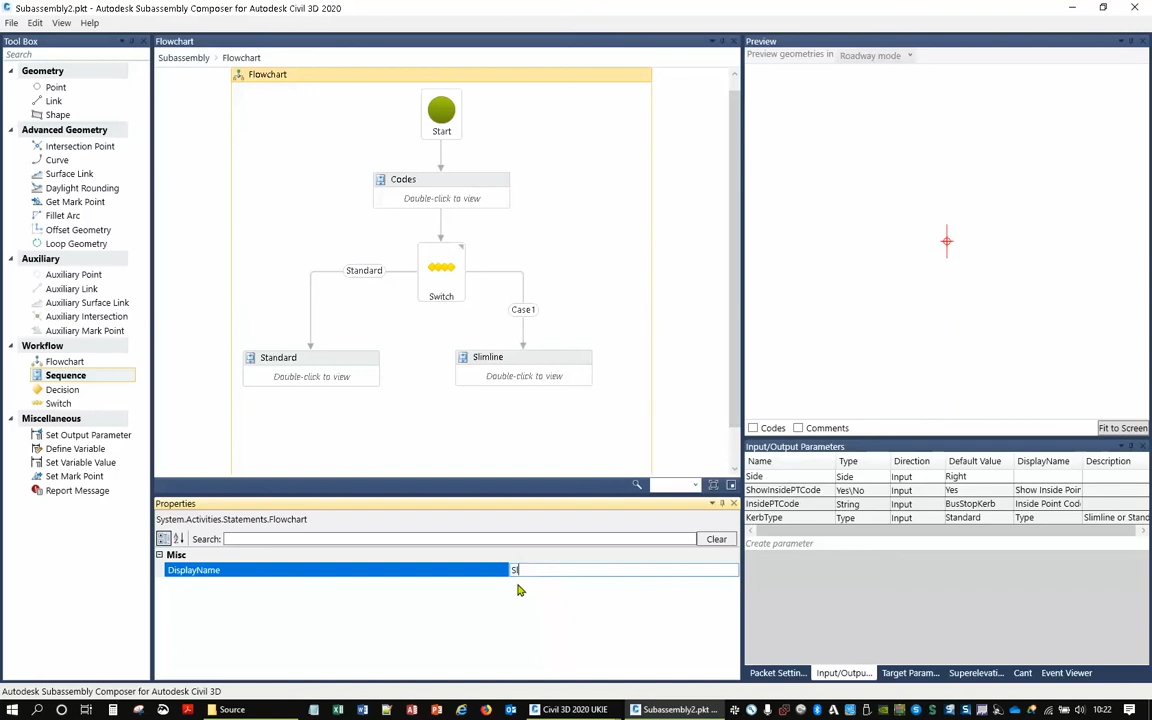 Subassembly2.pkt - Autodesk Subassembly Composer for Autodesk Civil 3D 2020
File Edit View Help
Tool Box
Search
Geometry
Point
Link
Shape
Advanced Geometry
Intersection Point
Curve
Surface Link
Daylight Rounding
Get Mark Point
Fillet Arc
Offset Geometry
Loop Geometry
Auxiliary
Auxiliary Point
Auxiliary Link
Auxiliary Surface Link
Auxiliary Intersection
Auxiliary Mark Point
Workflow
Flowchart
Sequence
Decision
Switch
Miscellaneous
Set Output Parameter
Define Variable
Set Variable Value
Set Mark Point
Report Message
Flowchart
Subassembly > Flowchart
Flowchart
Start
Codes
Double-click to view
Standard
Switch
Case1
Standard
Double-click to view
Slimline
Double-click to view
Properties
System.Activities.Statements.Flowchart
Search:
Clear
Misc
DisplayName Sl
Preview
Preview geometries in Roadway mode
Codes Comments Fit to Screen
Input/Output Parameters
Name Type Direction Default Value DisplayName Description
Side Side Input Right
ShowInsidePTCode Yes\No Input Yes Show Inside Poin
InsidePTCode String Input BusStopKerb Inside Point Code
KerbType Type Input Standard Type Slimline or Stand
Create parameter
Packet Settin... Input/Outpu... Target Param... Superelevati... Cant Event Viewer
Autodesk Subassembly Composer for Autodesk Civil 3D
Source Civil 3D 2020 UKIE Subassembly2.pkt ... ENG 10:22